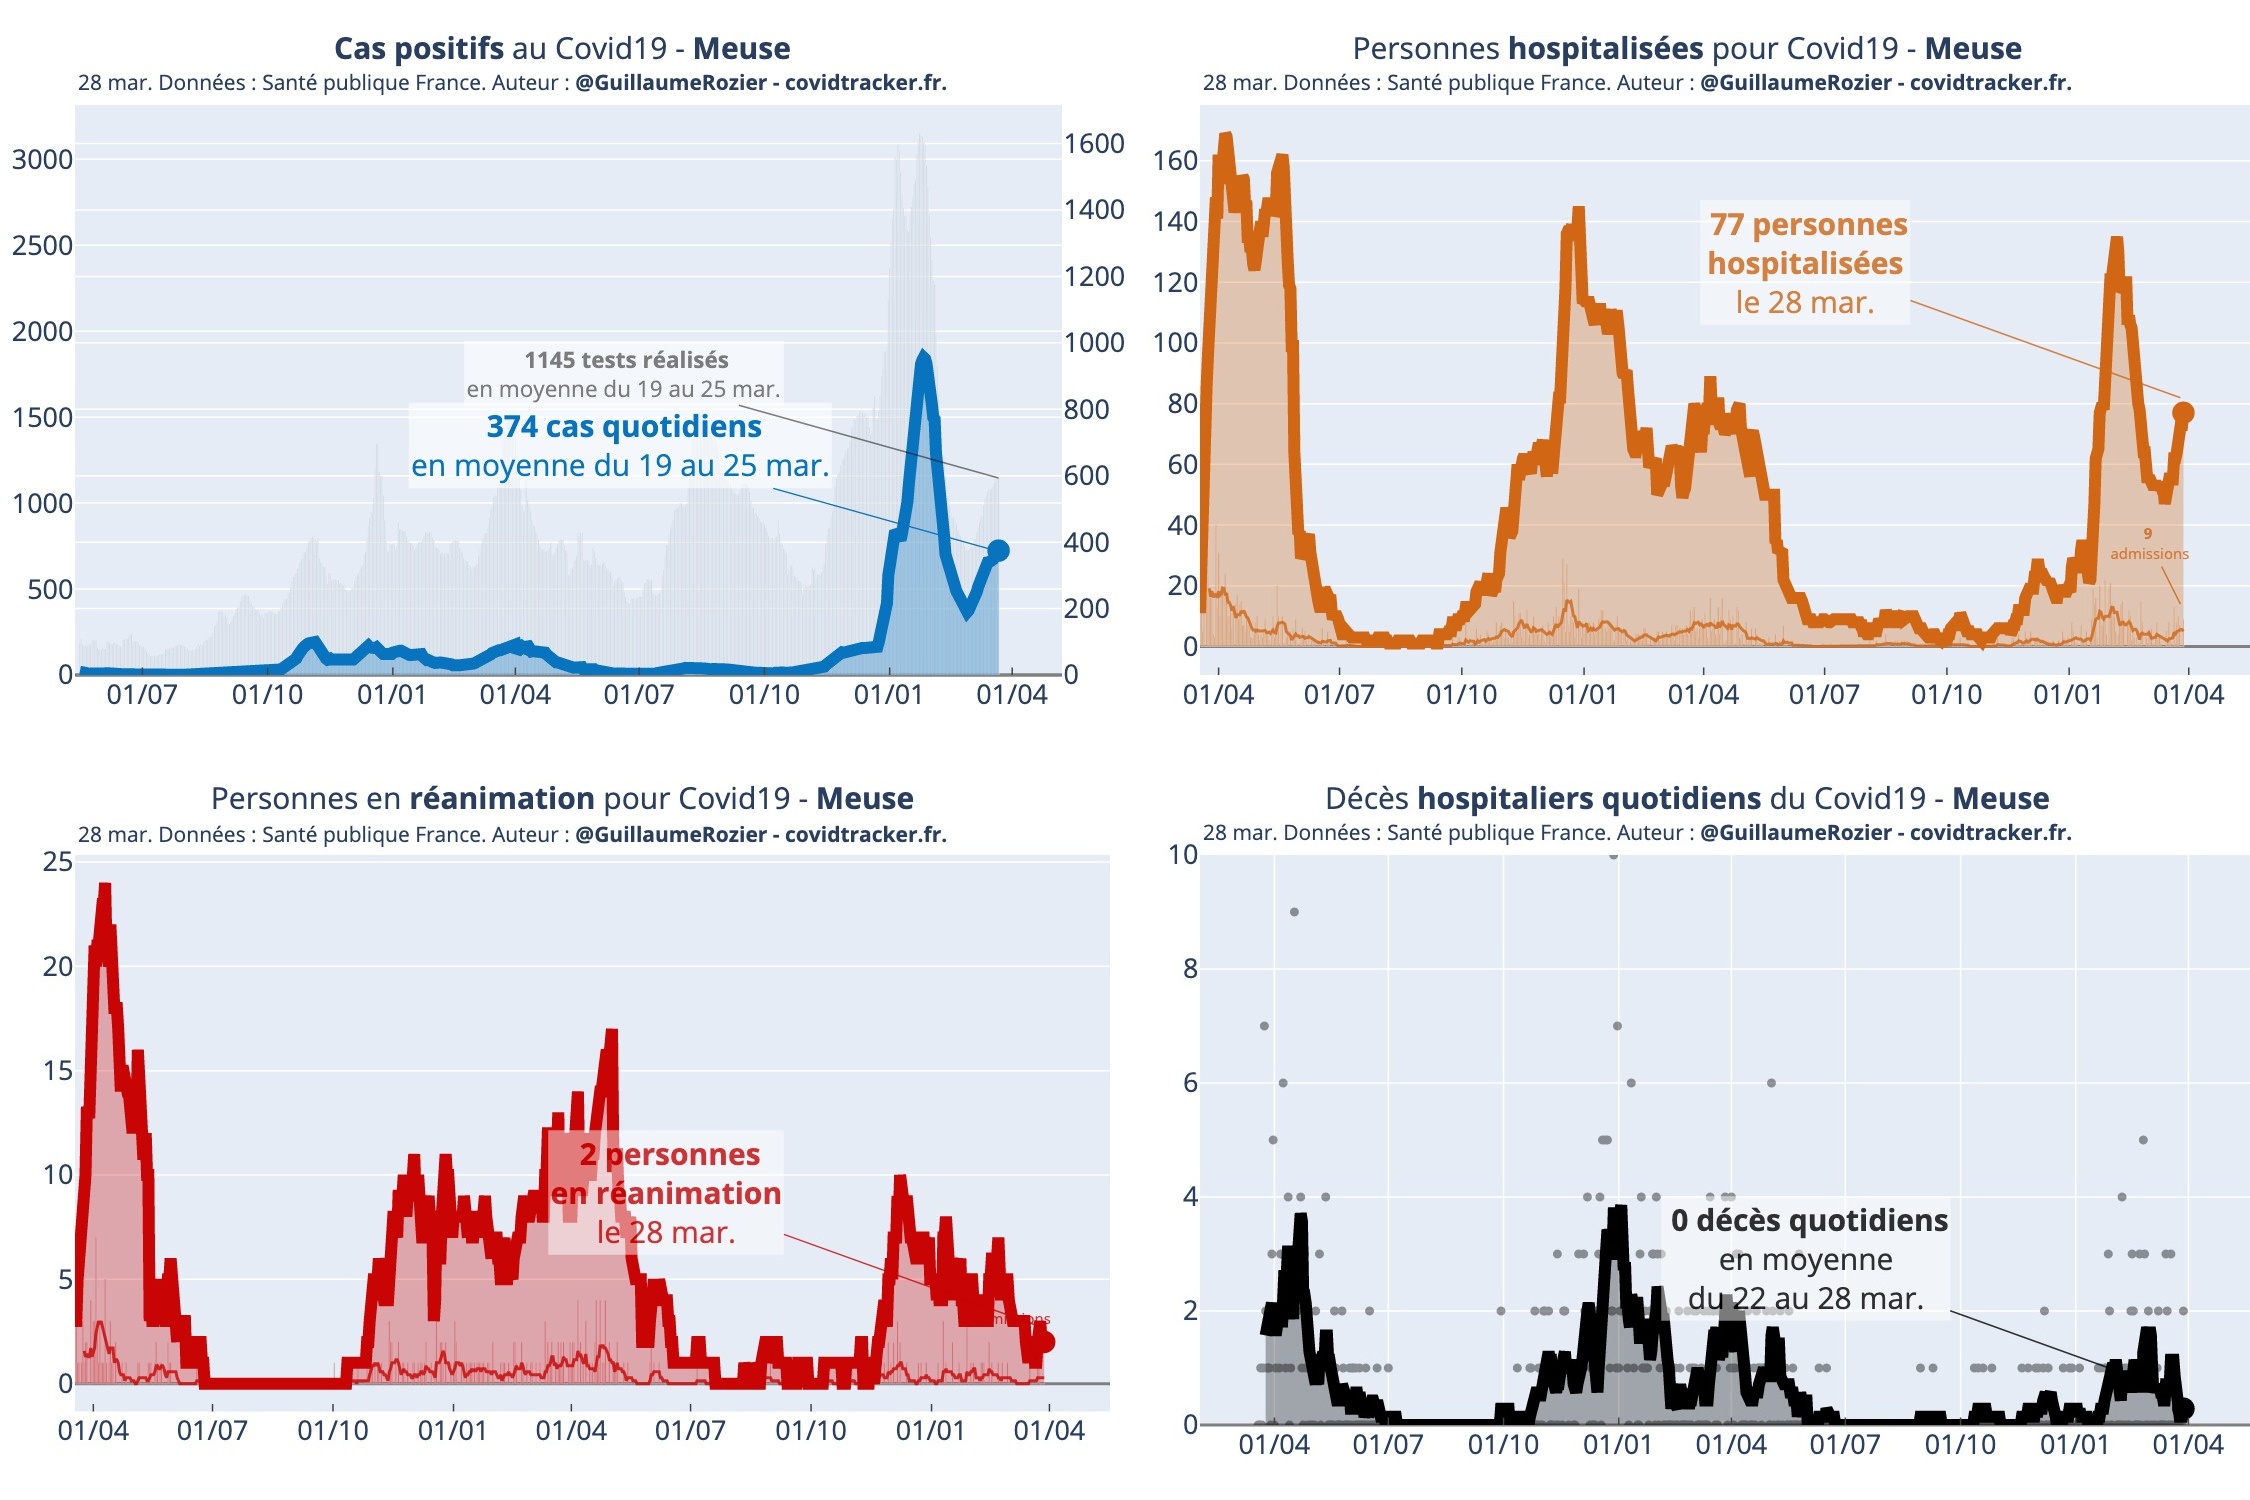 Cas positifs au Covid19 - Meuse
28 mar. Données : Santé publique France. Auteur : @GuillaumeRozier - covidtracker.fr.
3000
2500
2000
1500
1000
500
0
1600
1400
1200
1000
800
600
400
200
0
1145 tests réalisés
en moyenne du 19 au 25 mar.
374 cas quotidiens
en moyenne du 19 au 25 mar.
01/07 01/10 01/01 01/04 01/07 01/10 01/01 01/04
Personnes hospitalisées pour Covid19 - Meuse
28 mar. Données : Santé publique France. Auteur : @GuillaumeRozier - covidtracker.fr.
160
140
120
100
80
60
40
20
0
77 personnes
hospitalisées
le 28 mar.
9
admissions
01/04 01/07 01/10 01/01 01/04 01/07 01/10 01/01 01/04
Personnes en réanimation pour Covid19 - Meuse
28 mar. Données : Santé publique France. Auteur : @GuillaumeRozier - covidtracker.fr.
25
20
15
10
5
0
2 personnes
en réanimation
le 28 mar.
01/04 01/07 01/10 01/01 01/04 01/07 01/10 01/01 01/04
Décès hospitaliers quotidiens du Covid19 - Meuse
28 mar. Données : Santé publique France. Auteur : @GuillaumeRozier - covidtracker.fr.
10
8
6
4
2
0
0 décès quotidiens
en moyenne
du 22 au 28 mar.
01/04 01/07 01/10 01/01 01/04 01/07 01/10 01/01 01/04